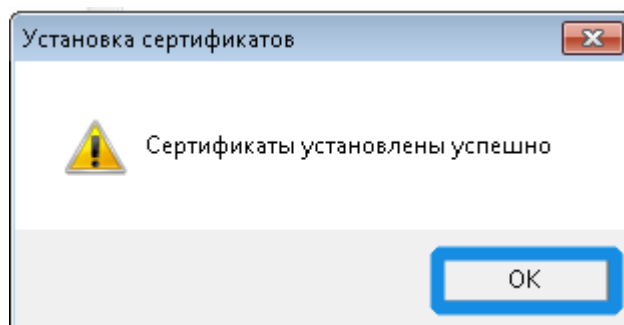 Установка сертификатов
Сертификаты установлены успешно
OK